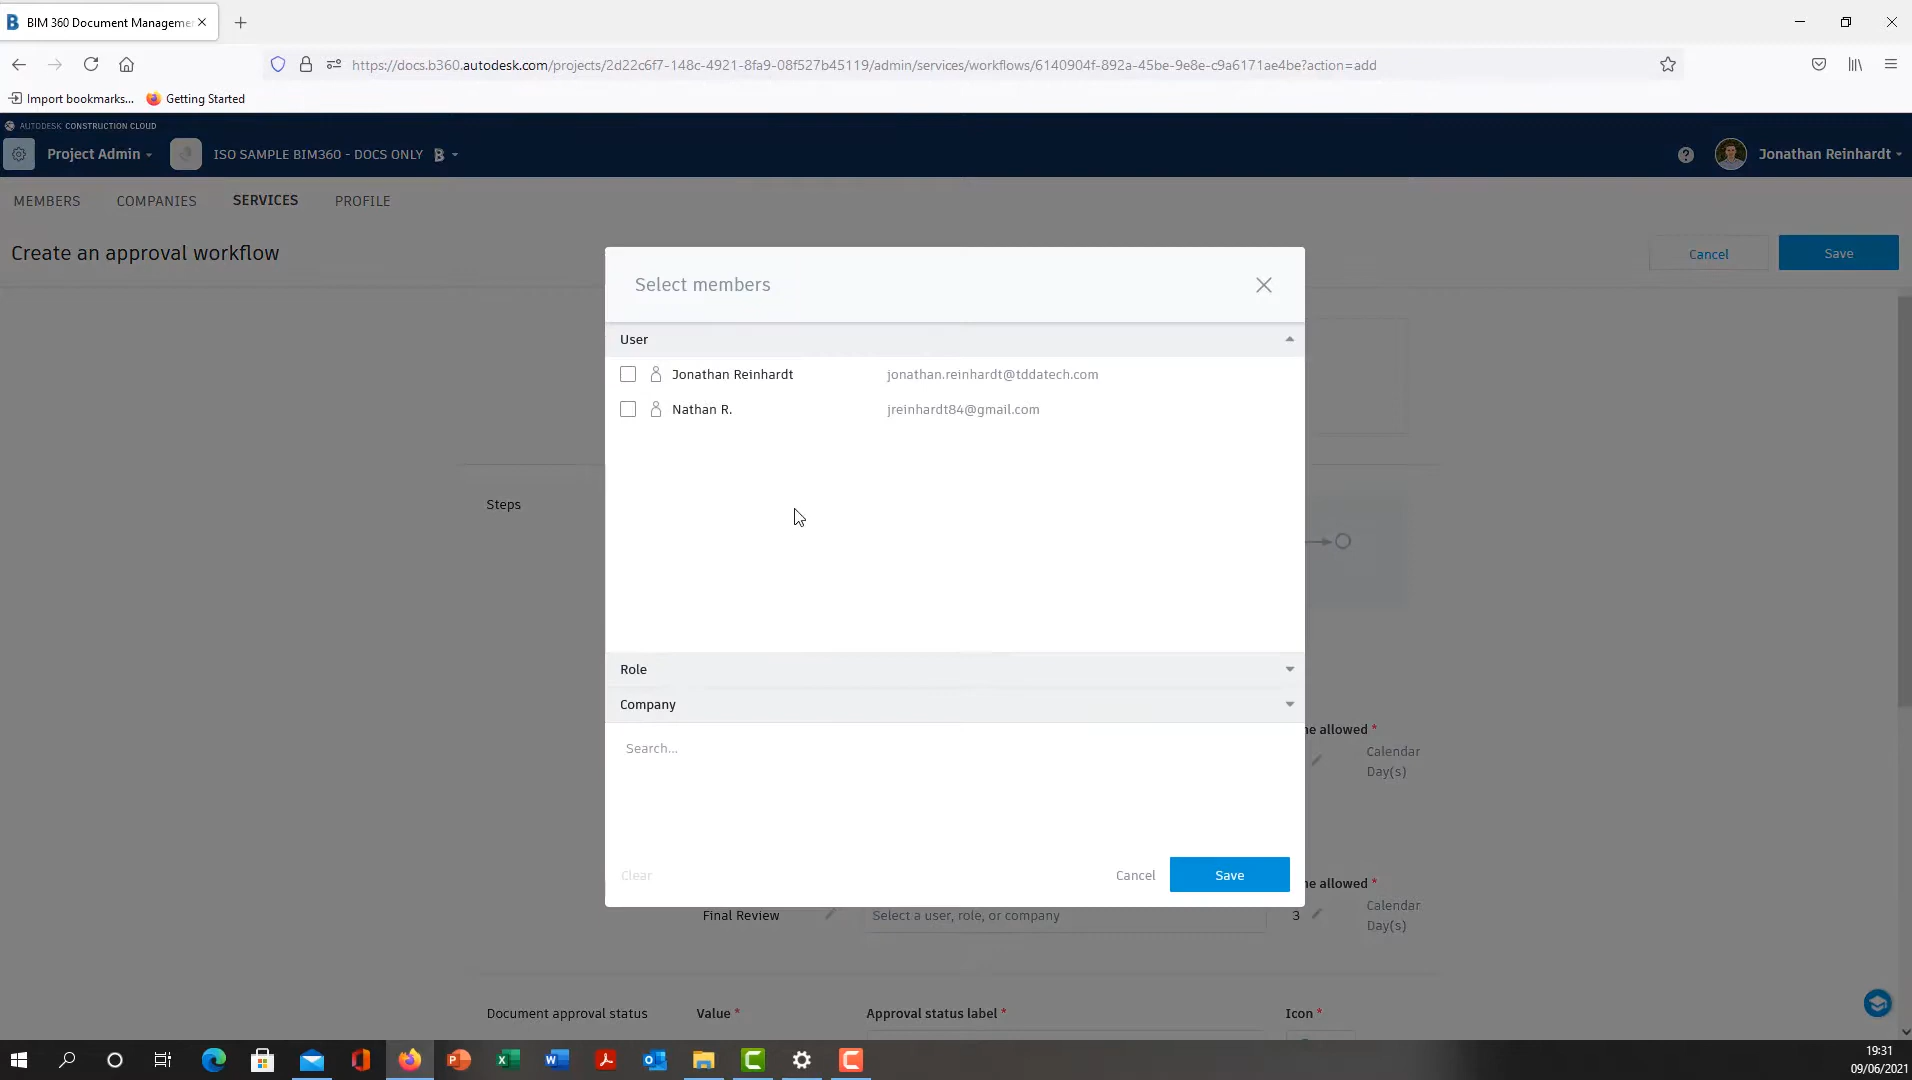 BIM 360 Document Manageme
https://docs.b360.autodesk.com/projects/2d22c6f7-148c-4921-8fa9-08f527b45119/admin/services/workflows/6140904f-892a-45be-9e8e-c9a6171ae4be?action=add
Import bookmarks... Getting Started
AUTODESK CONSTRUCTION CLOUD
Project Admin ISO SAMPLE BIM360 - DOCS ONLY Jonathan Reinhardt
MEMBERS COMPANIES SERVICES PROFILE
Create an approval workflow Cancel Save
Select members
User
Jonathan Reinhardt jonathan.reinhardt@tddatech.com
Nathan R. jreinhardt84@gmail.com
Steps
Role
Company
ne allowed *
Search...
Calendar
Day(s)
Clear Cancel Save
ne allowed *
Final Review Select a user, role, or company 3 Calendar
Day(s)
Document approval status Value * Approval status label * Icon *
19:31
09/06/2021